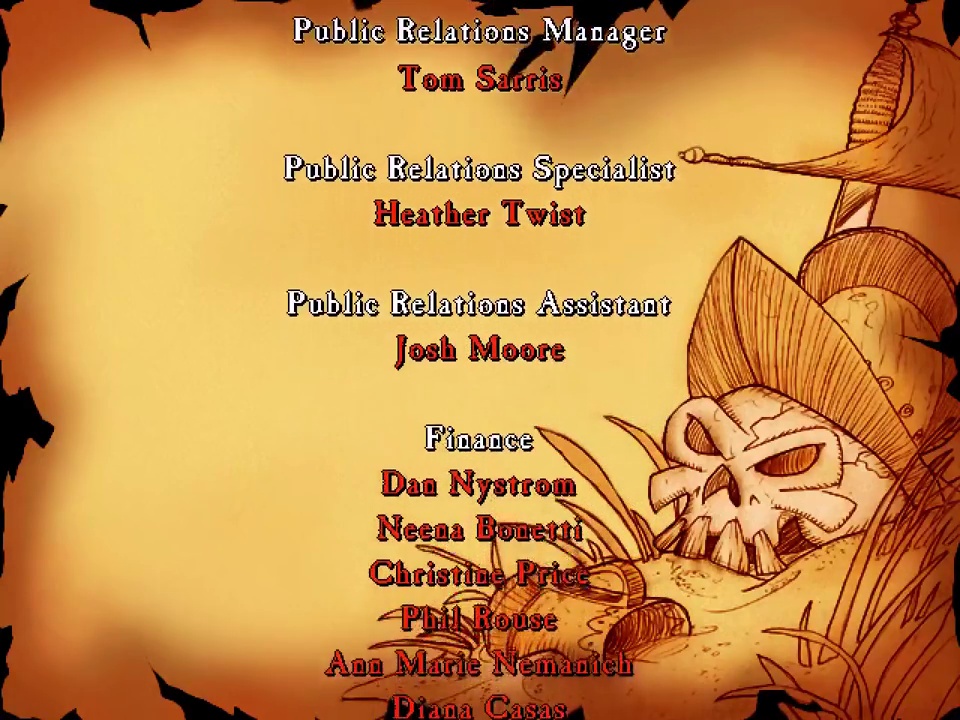 Public Relations Manager
Tom Sarris
Public Relations Specialist
Heather Twist
Public Relations Assistant
Josh Moore
Finance
Dan Nystrom
Neena Bonetti
Christine Price
Phil Rouse
Ann Marie Nemanich
Diana Casas